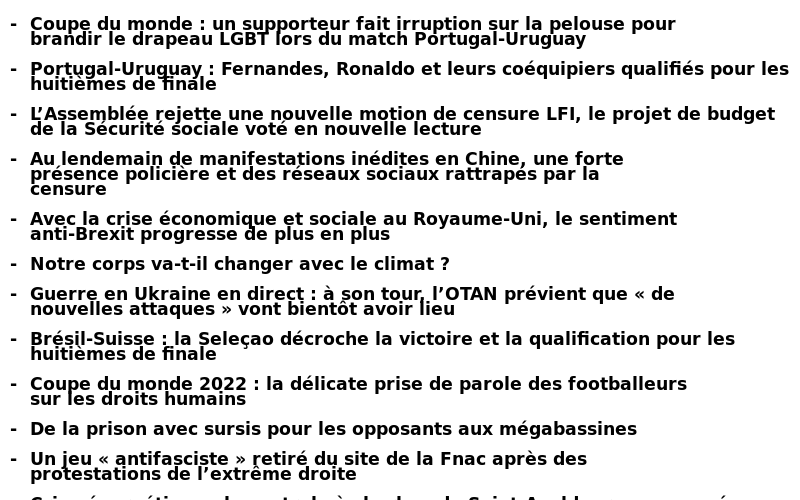 - Coupe du monde : un supporteur fait irruption sur la pelouse pour
brandir le drapeau LGBT lors du match Portugal-Uruguay
- Portugal-Uruguay : Fernandes, Ronaldo et leurs coéquipiers qualifiés pour les
huitièmes de finale
- L’Assemblée rejette une nouvelle motion de censure LFI, le projet de budget
de la Sécurité sociale voté en nouvelle lecture
- Au lendemain de manifestations inédites en Chine, une forte
présence policière et des réseaux sociaux rattrapés par la
censure
- Avec la crise économique et sociale au Royaume-Uni, le sentiment
anti-Brexit progresse de plus en plus
- Notre corps va-t-il changer avec le climat ?
- Guerre en Ukraine en direct : à son tour, l’OTAN prévient que « de
nouvelles attaques » vont bientôt avoir lieu
- Brésil-Suisse : la Seleçao décroche la victoire et la qualification pour les
huitièmes de finale
- Coupe du monde 2022 : la délicate prise de parole des footballeurs
sur les droits humains
- De la prison avec sursis pour les opposants aux mégabassines
- Un jeu « antifasciste » retiré du site de la Fnac après des
protestations de l’extrême droite